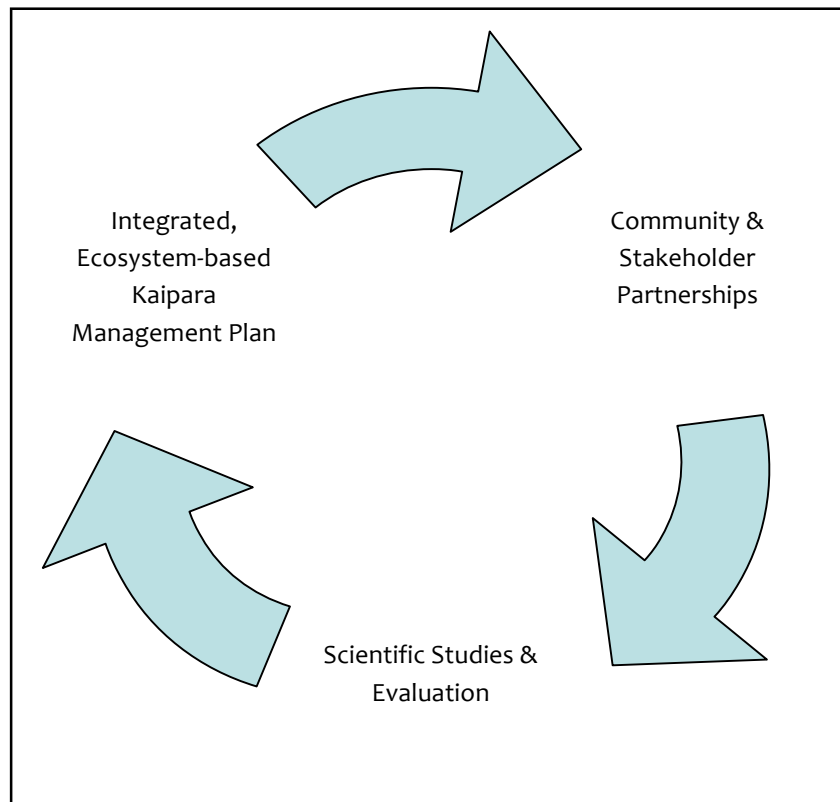 Integrated,
Ecosystem-based
Kaipara
Management Plan
Community &
Stakeholder
Partnerships
Scientific Studies &
Evaluation